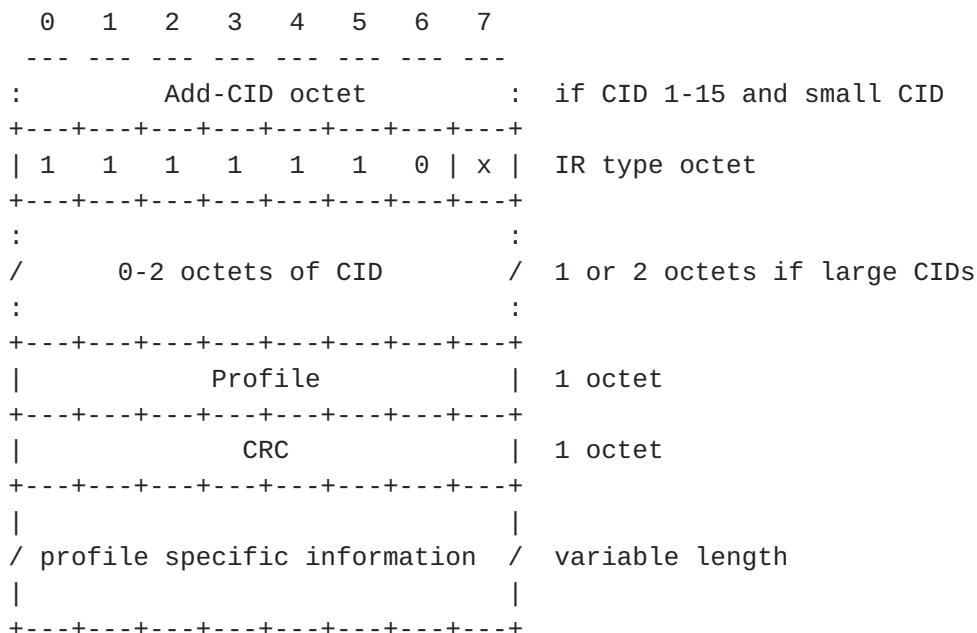 0   1   2   3   4   5   6   7
 --- --- --- --- --- --- --- ---
:         Add-CID octet         :  if CID 1-15 and small CID
+---+---+---+---+---+---+---+---+
| 1   1   1   1   1   1   0 | x |  IR type octet
+---+---+---+---+---+---+---+---+
:                               :
/      0-2 octets of CID        /  1 or 2 octets if large CIDs
:                               :
+---+---+---+---+---+---+---+---+
|            Profile            |  1 octet
+---+---+---+---+---+---+---+---+
|              CRC              |  1 octet
+---+---+---+---+---+---+---+---+
|                               |
/ profile specific information  /  variable length
|                               |
+---+---+---+---+---+---+---+---+